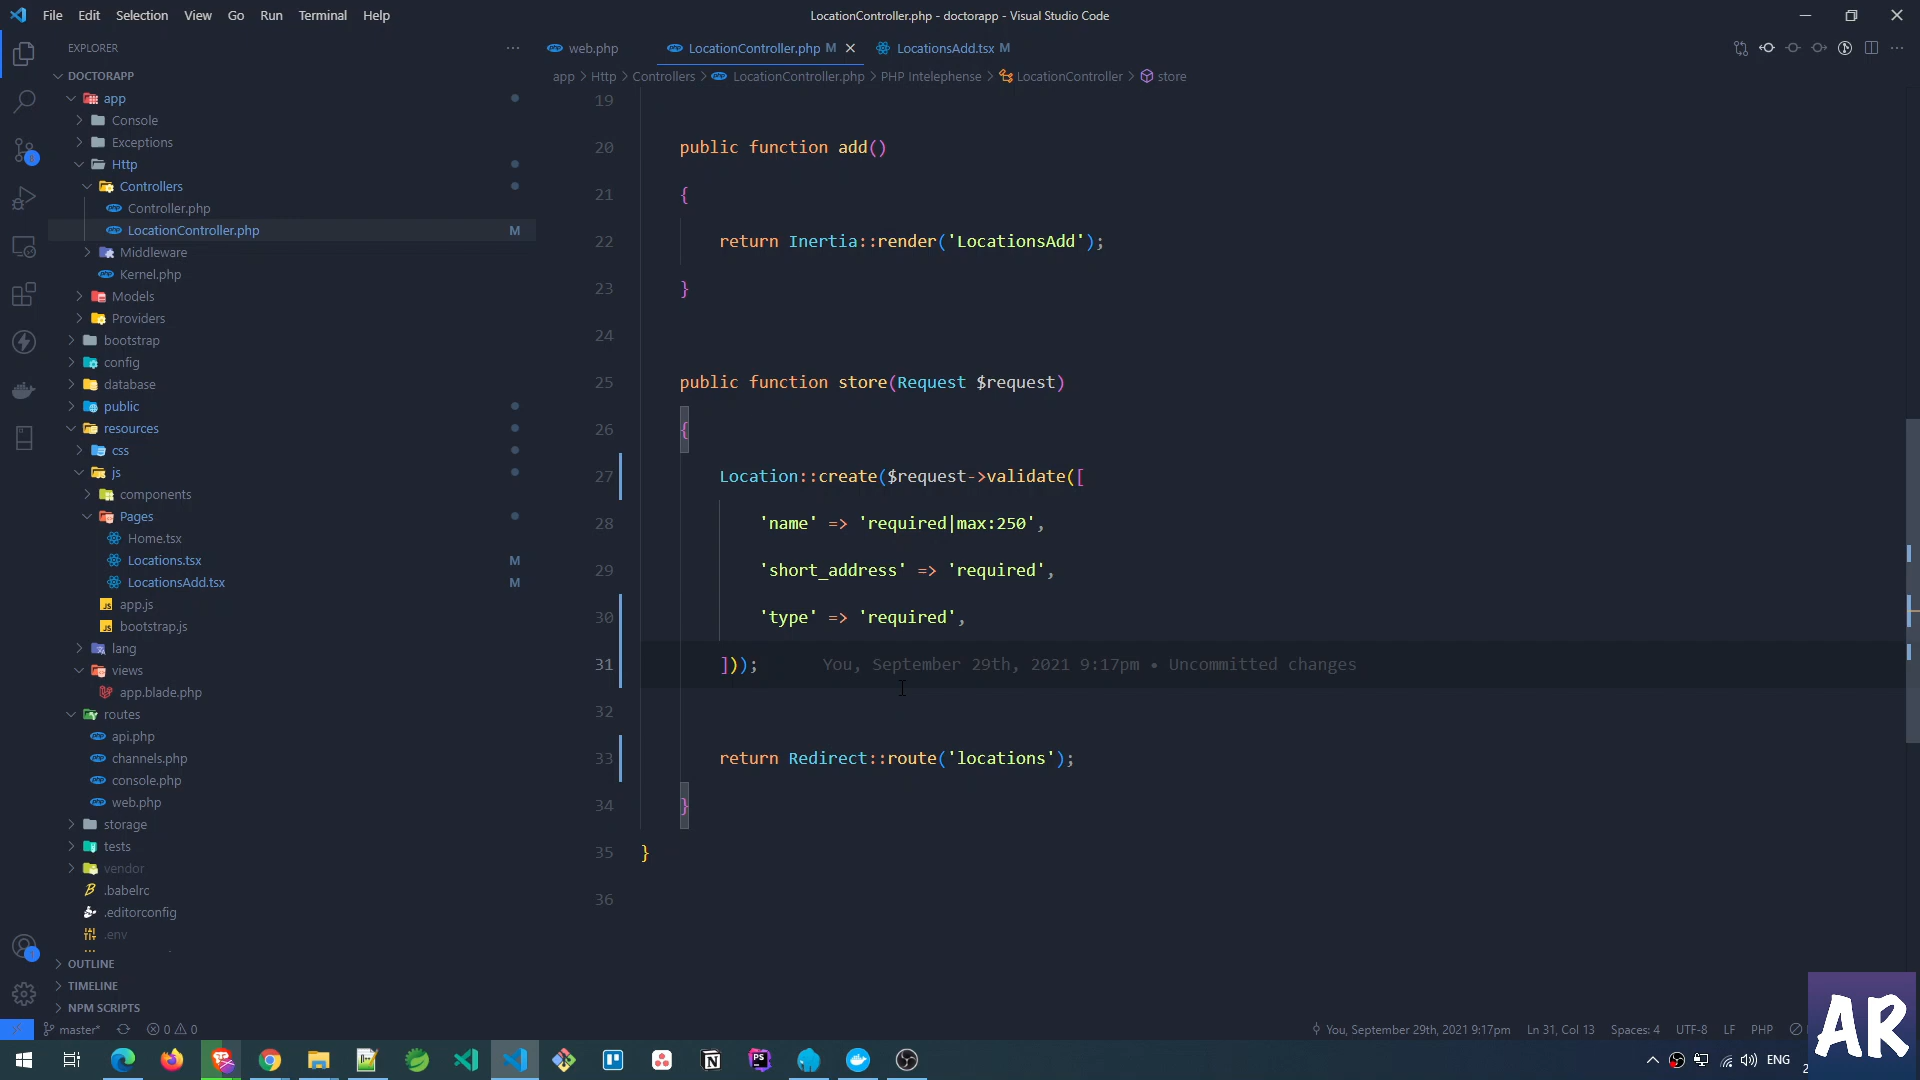 File Edit Selection View Go Run Terminal Help
LocationController.php - doctorapp - Visual Studio Code
EXPLORER
DOCTORAPP
app
Console
Exceptions
Http
Controllers
Controller.php
LocationController.php M
Middleware
Kernel.php
Models
Providers
bootstrap
config
database
public
resources
css
js
components
Pages
Home.tsx
Locations.tsx M
LocationsAdd.tsx M
app.js
bootstrap.js
lang
views
app.blade.php
routes
api.php
channels.php
console.php
web.php
storage
tests
vendor
.babelrc
.editorconfig
.env
OUTLINE
TIMELINE
NPM SCRIPTS
web.php LocationController.php M LocationsAdd.tsx M
app > Http > Controllers > LocationController.php > PHP Intelephense > LocationController > store
19
20 public function add()
21 {
22 return Inertia::render('LocationsAdd');
23 }
24
25 public function store(Request $request)
26 {
27 Location::create($request->validate([
28 'name' => 'required|max:250',
29 'short_address' => 'required',
30 'type' => 'required',
31 ])); You, September 29th, 2021 9:17pm • Uncommitted changes
32
33 return Redirect::route('locations');
34 }
35 }
36
master* 0 0
You, September 29th, 2021 9:17pm Ln 31, Col 13 Spaces: 4 UTF-8 LF PHP
ENG
AR